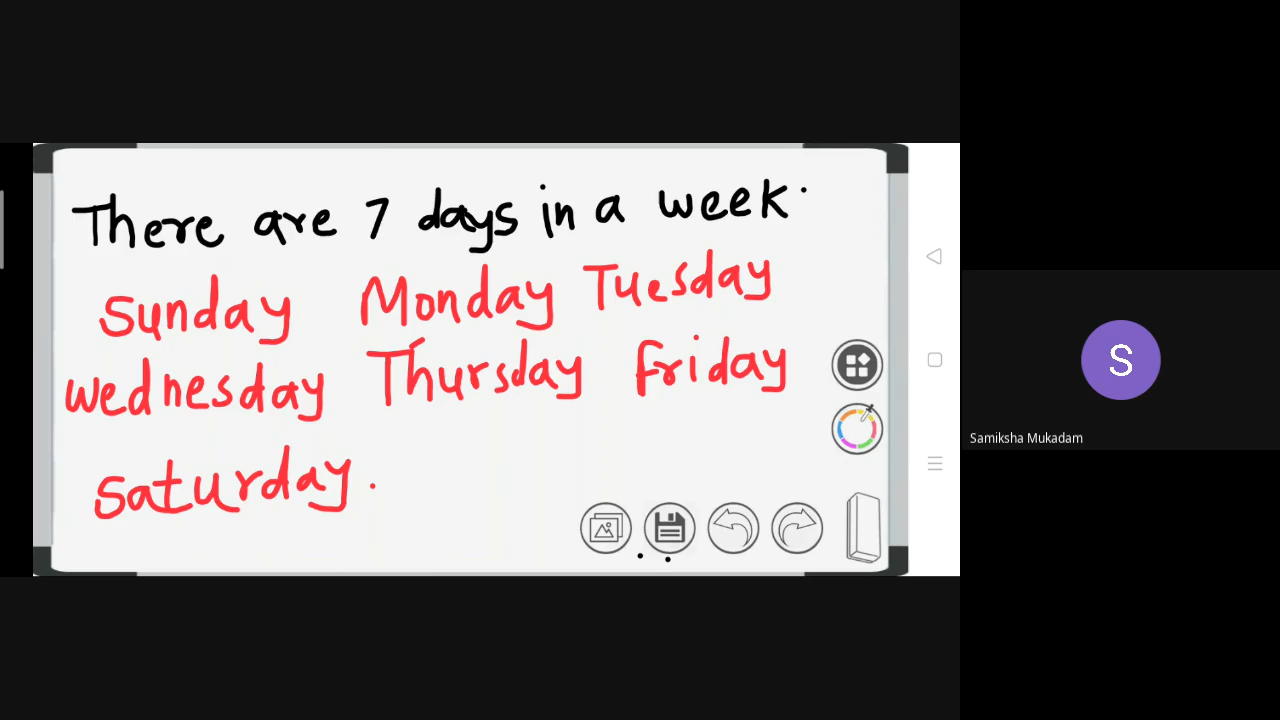 There are 7 days in a week.
Sunday Monday Tuesday
Wednesday Thursday Friday
Saturday.
S
Samiksha Mukadam